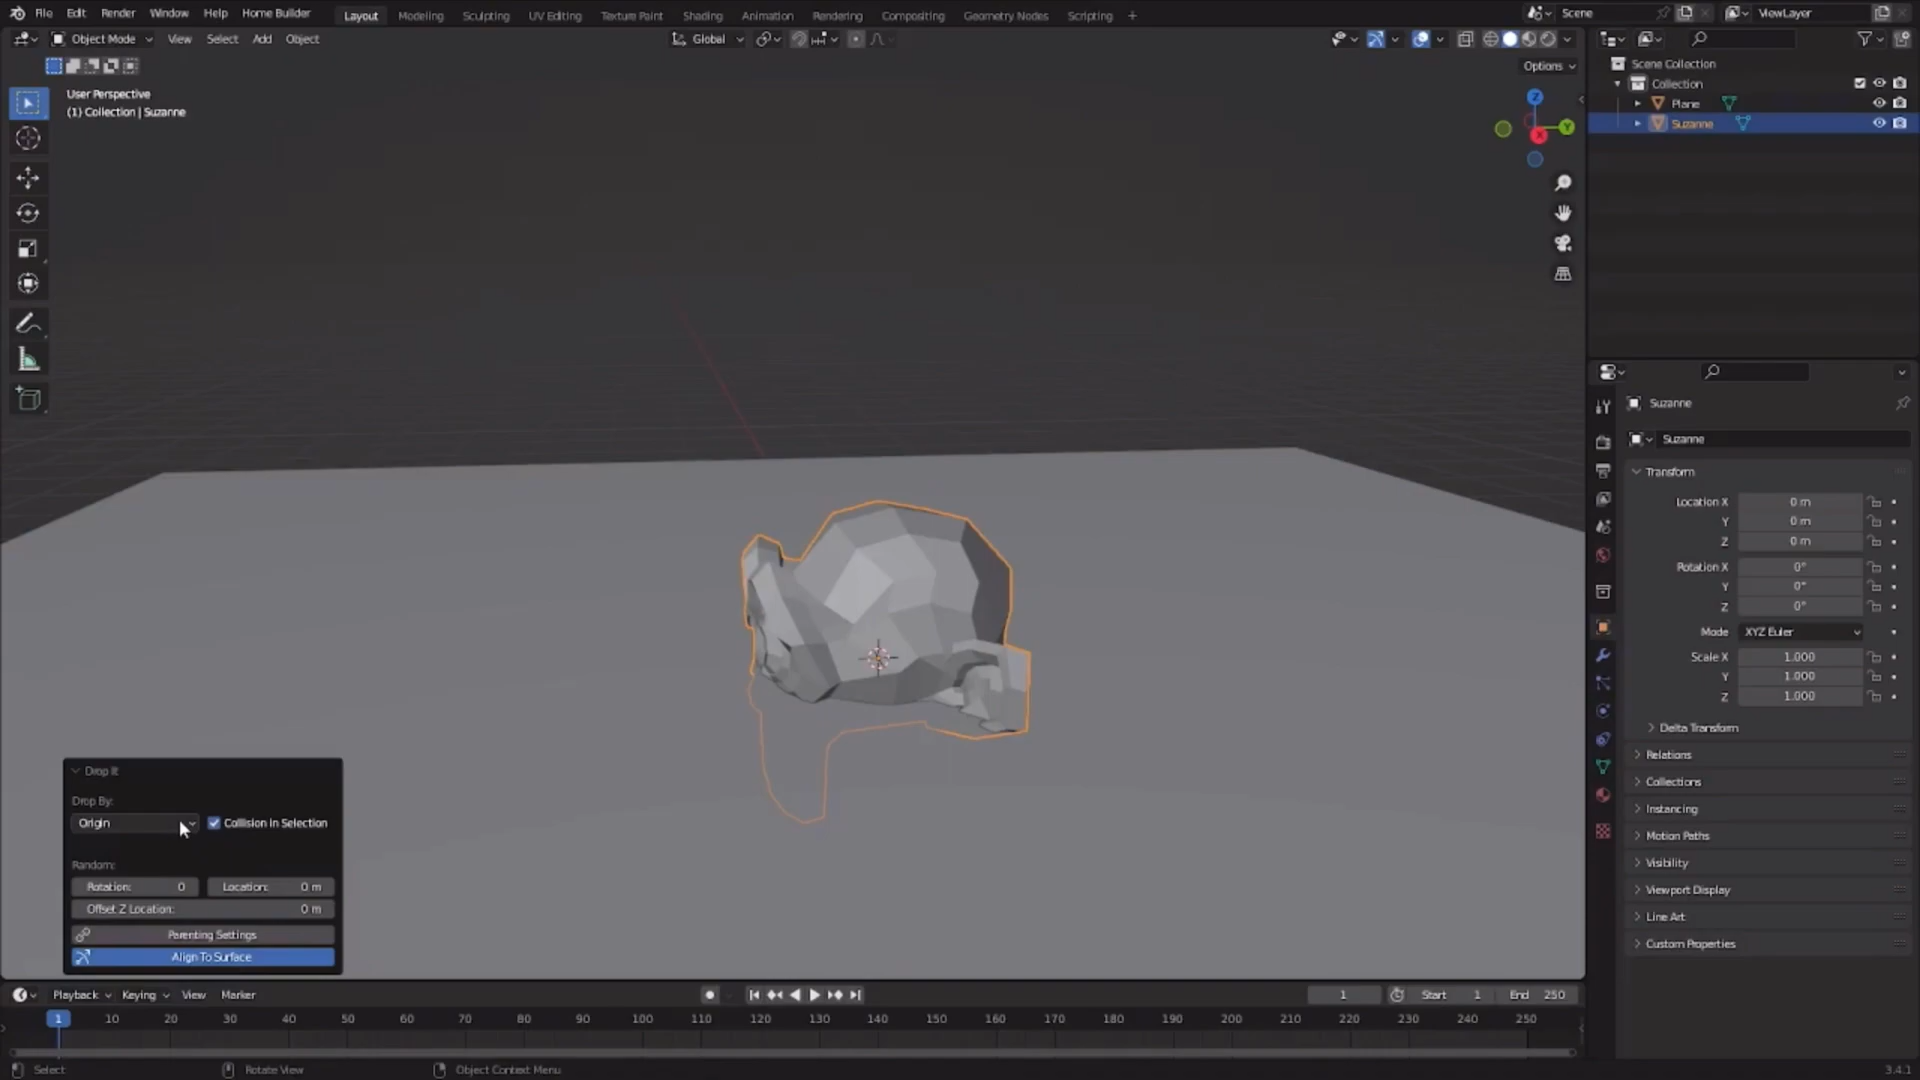 File Edit Render Window Help Home Builder Layout Modeling Sculpting UV Editing Texture Paint Shading Animation Rendering Compositing Geometry Nodes Scripting + Scene ViewLayer
Object Mode View Select Add Object Global
Options
User Perspective
(1) Collection | Suzanne
Z
Y
X
Scene Collection
Collection
Plane
Suzanne
Suzanne
Suzanne
Transform
Location X 0 m
Y 0 m
Z 0 m
Rotation X 0°
Y 0°
Z 0°
Mode XYZ Euler
Scale X 1.000
Y 1.000
Z 1.000
Delta Transform
Relations
Collections
Instancing
Motion Paths
Visibility
Viewport Display
Line Art
Custom Properties
Drop It
Drop By:
Origin Collision in Selection
Random:
Rotation: 0 Location: 0 m
Offset Z Location: 0 m
Parenting Settings
Align To Surface
Playback Keying View Marker 1 Start 1 End 250
1 10 20 30 40 50 60 70 80 90 100 110 120 130 140 150 160 170 180 190 200 210 220 230 240 250
Select Rotate View Object Context Menu 3.4.1